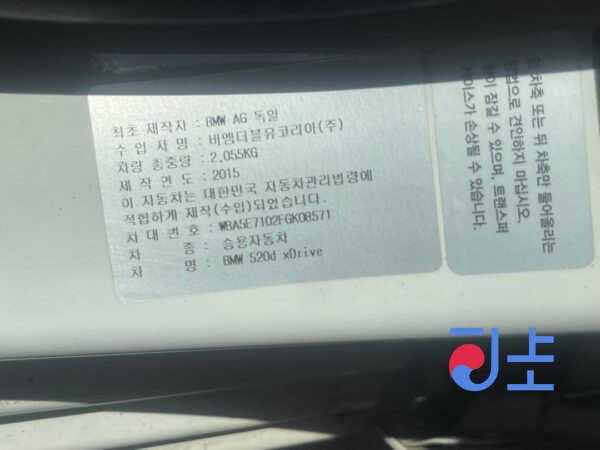 최초 제작자 : BMW AG 독일
수 입 자 명 : 비엠더블유코리아(주)
차량 총중량 : 2,055KG
제 작 연 도 : 2015
이 자동차는 대한민국 자동차관리법령에
적합하게 제작(수입)되었습니다.
차 대 번 호 : WBA5E7102FGK08571
차 종 : 승용자동차
차 명 : BMW 520d xDrive
앞 차축 또는 뒤 차축만 들어올리는
방법으로 견인하지 마십시오.
휠이 잠길 수 있으며, 트랜스퍼
케이스가 손상될 수 있습니다.